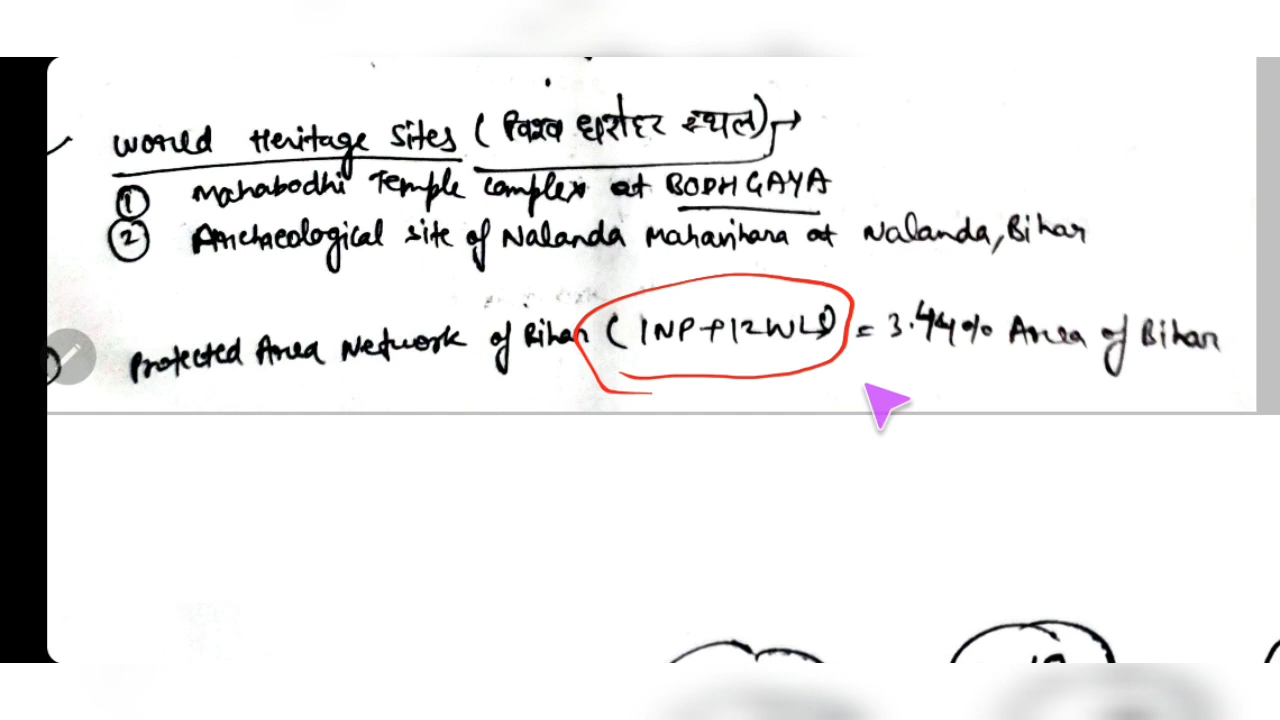 World Heritage Sites (विश्व धरोहर स्थल)→
① Mahabodhi Temple complex at BODHGAYA
② Archaeological site of Nalanda Mahavihara at Nalanda, Bihar
Protected Area Network of Bihar (1NP+12WLS) = 3.44% Area of Bihar